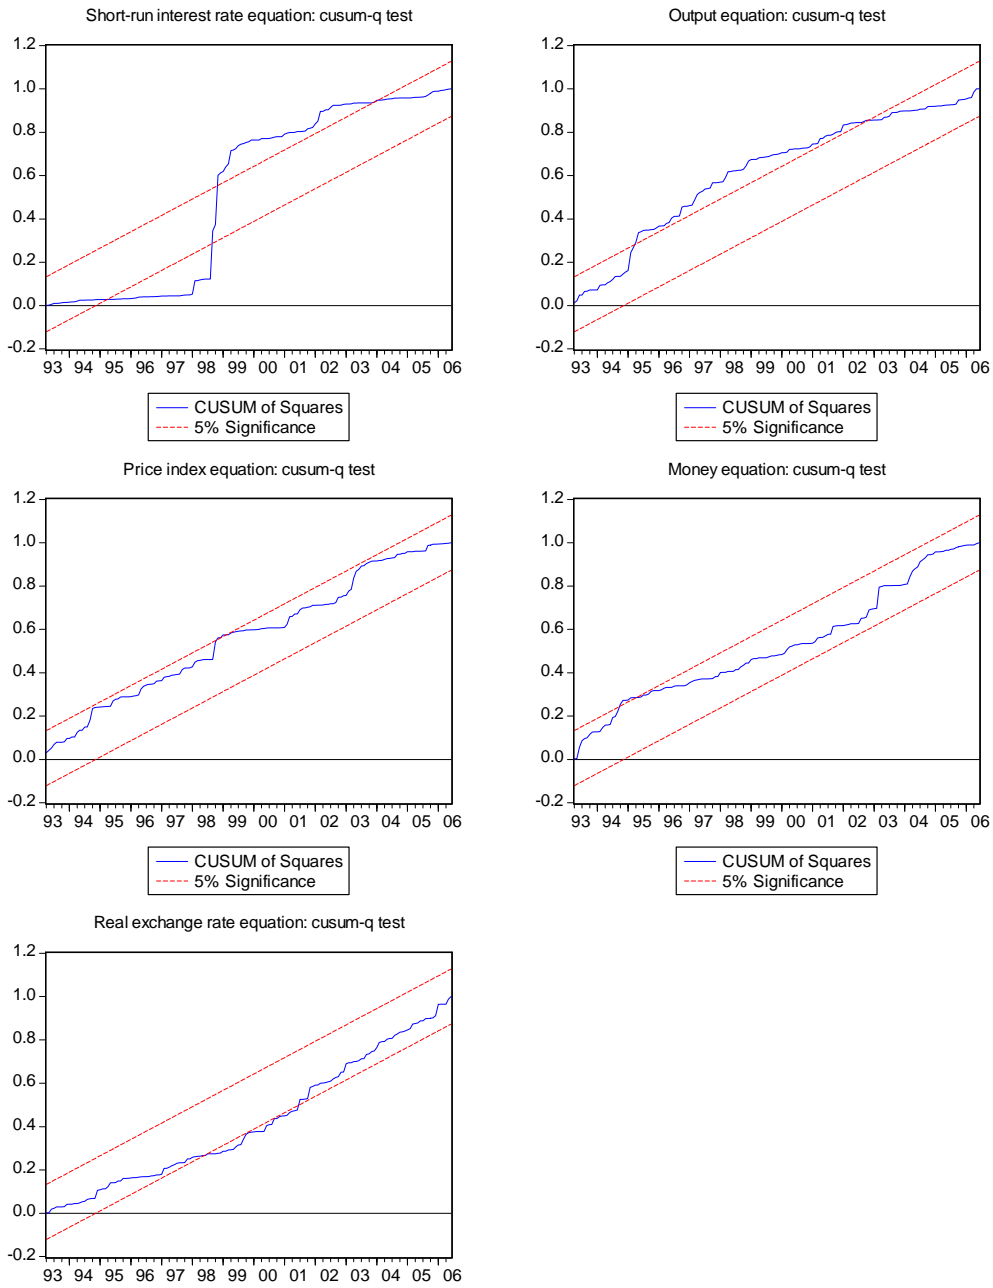 Short-run interest rate equation: cusum-q test
1.2
1.0
0.8
0.6
0.4
0.2
0.0
-0.2
93 94 95 96 97 98 99 00 01 02 03 04 05 06
CUSUM of Squares
5% Significance
Output equation: cusum-q test
1.2
1.0
0.8
0.6
0.4
0.2
0.0
-0.2
93 94 95 96 97 98 99 00 01 02 03 04 05 06
CUSUM of Squares
5% Significance
Price index equation: cusum-q test
1.2
1.0
0.8
0.6
0.4
0.2
0.0
-0.2
93 94 95 96 97 98 99 00 01 02 03 04 05 06
CUSUM of Squares
5% Significance
Money equation: cusum-q test
1.2
1.0
0.8
0.6
0.4
0.2
0.0
-0.2
93 94 95 96 97 98 99 00 01 02 03 04 05 06
CUSUM of Squares
5% Significance
Real exchange rate equation: cusum-q test
1.2
1.0
0.8
0.6
0.4
0.2
0.0
-0.2
93 94 95 96 97 98 99 00 01 02 03 04 05 06